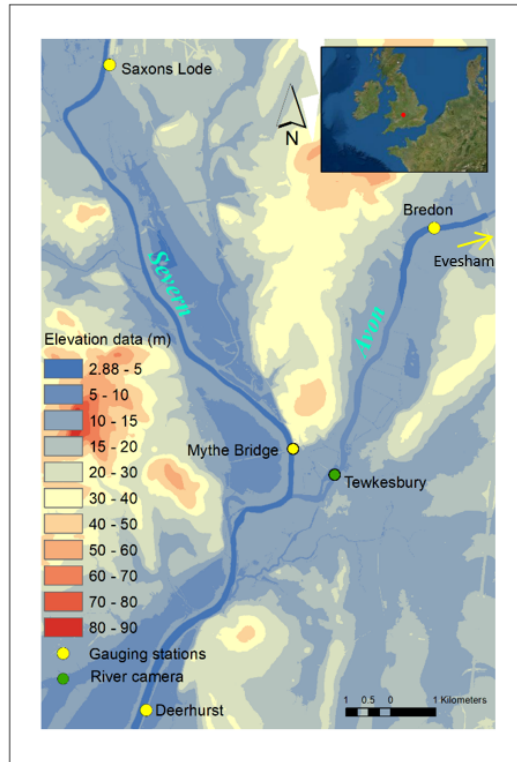 Saxons Lode
N
Bredon
Evesham
Severn
Avon
Elevation data (m)
2.88 - 5
5 - 10
10 - 15
15 - 20
20 - 30
30 - 40
40 - 50
50 - 60
60 - 70
70 - 80
80 - 90
Gauging stations
River camera
Mythe Bridge
Tewkesbury
Deerhurst
1 0.5 0 1 Kilometers